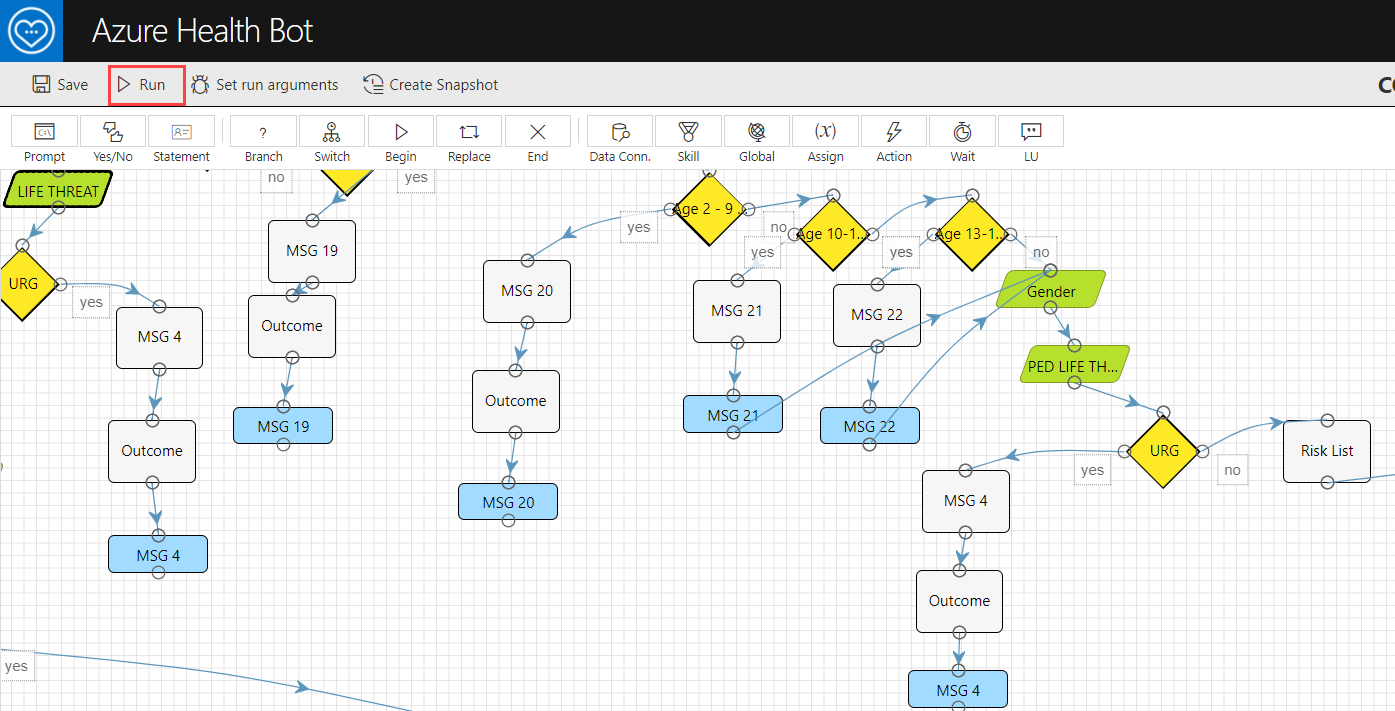 Azure Health Bot
Save
Run
Set run arguments
Create Snapshot
Prompt
Yes/No
Statement
?
Branch
Switch
Begin
Replace
End
Data Conn.
Skill
Global
(x)
Assign
Action
Wait
LU
LIFE THREAT
no
yes
Age 2 - 9 ..
yes
no
Age 10-1...
yes
Age 13-1...
yes
no
MSG 19
URG
yes
MSG 20
Gender
MSG 21
MSG 22
MSG 4
Outcome
PED LIFE TH...
Outcome
MSG 21
MSG 22
MSG 19
Outcome
URG
yes
no
Risk List
MSG 20
MSG 4
MSG 4
Outcome
yes
MSG 4